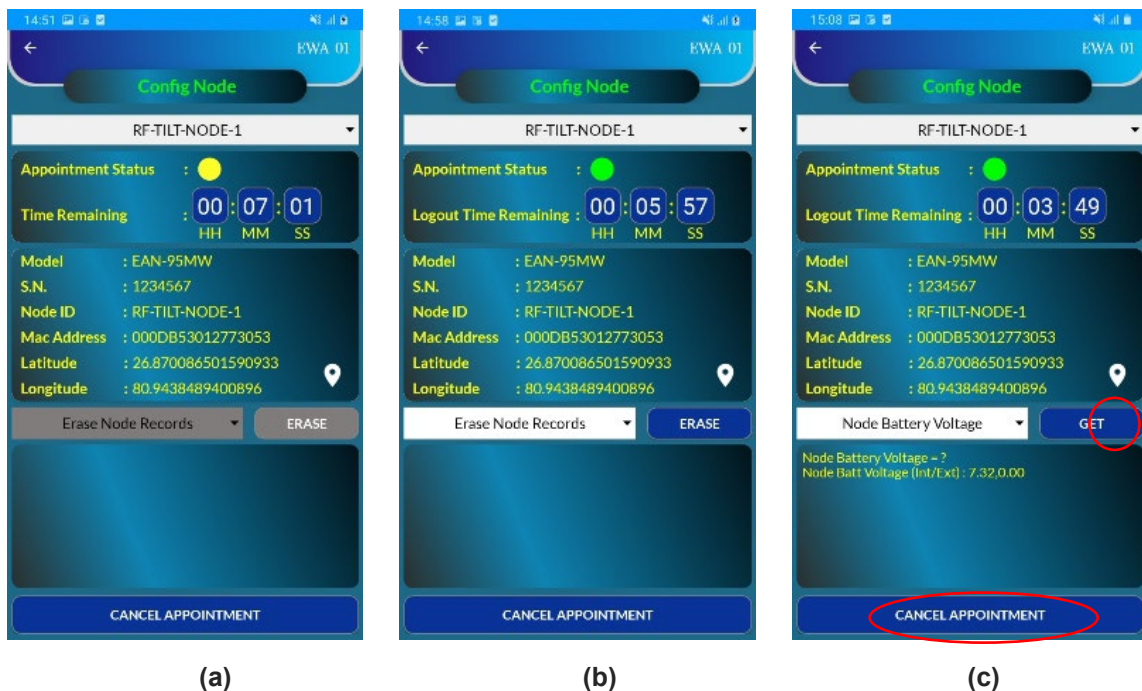 14:51
EWA 01
Config Node
RF-TILT-NODE-1
Appointment Status :
Time Remaining : 00 : 07 : 01
HH MM SS
Model : EAN-95MW
S.N. : 1234567
Node ID : RF-TILT-NODE-1
Mac Address : 000DB53012773053
Latitude : 26.870086501590933
Longitude : 80.9438489400896
Erase Node Records ERASE
CANCEL APPOINTMENT
(a)
14:58
EWA 01
Config Node
RF-TILT-NODE-1
Appointment Status :
Logout Time Remaining : 00 : 05 : 57
HH MM SS
Model : EAN-95MW
S.N. : 1234567
Node ID : RF-TILT-NODE-1
Mac Address : 000DB53012773053
Latitude : 26.870086501590933
Longitude : 80.9438489400896
Erase Node Records ERASE
CANCEL APPOINTMENT
(b)
15:08
EWA 01
Config Node
RF-TILT-NODE-1
Appointment Status :
Logout Time Remaining : 00 : 03 : 49
HH MM SS
Model : EAN-95MW
S.N. : 1234567
Node ID : RF-TILT-NODE-1
Mac Address : 000DB53012773053
Latitude : 26.870086501590933
Longitude : 80.9438489400896
Node Battery Voltage GET
Node Battery Voltage = ?
Node Batt Voltage (Int/Ext) : 7.32,0.00
CANCEL APPOINTMENT
(c)